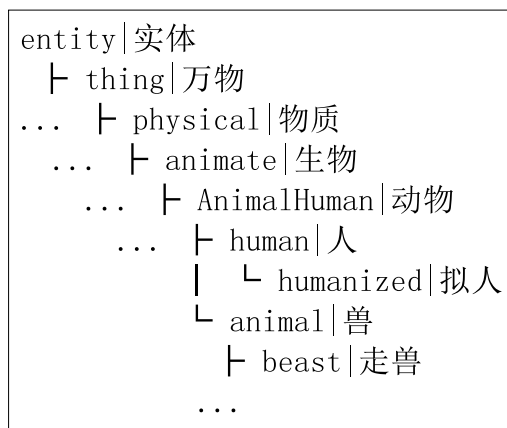 entity|实体
├ thing|万物
... ├ physical|物质
... ├ animate|生物
... ├ AnimalHuman|动物
... ├ human|人
| └ humanized|拟人
└ animal|兽
├ beast|走兽
...